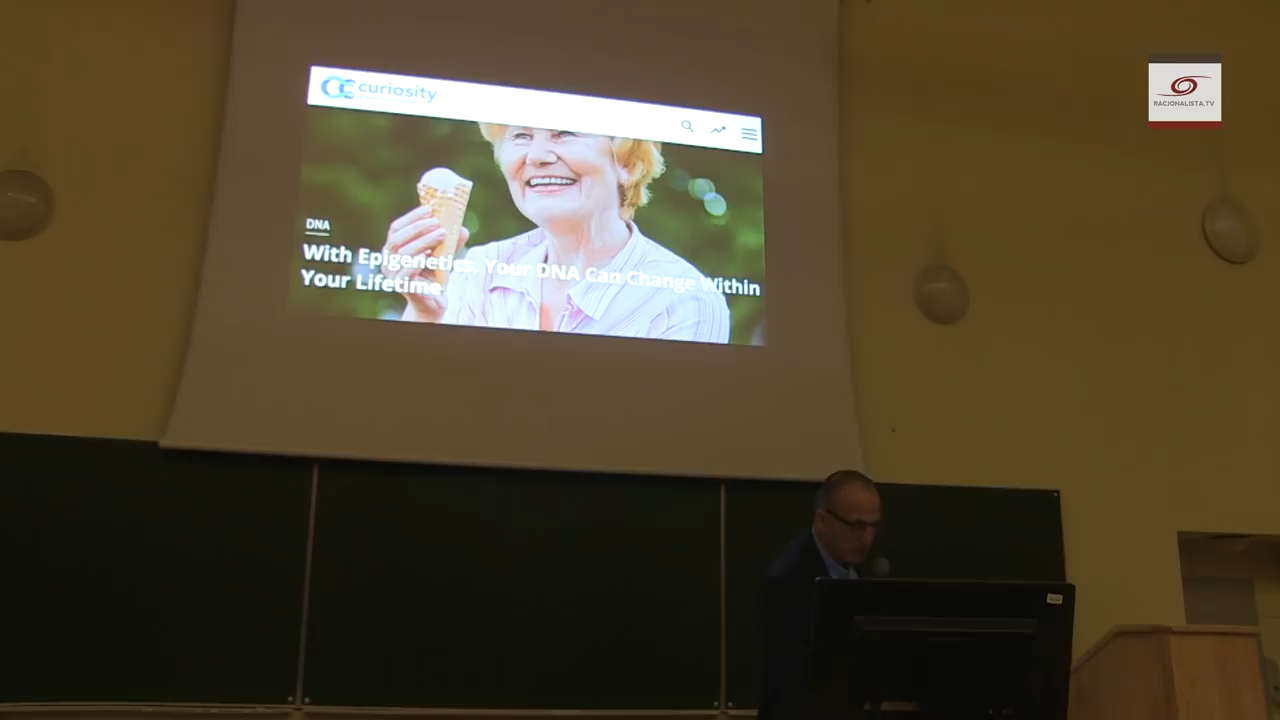 curiosity
RACJONALISTA.TV
DNA
With Epigenetics, Your DNA Can Change Within
Your Lifetime